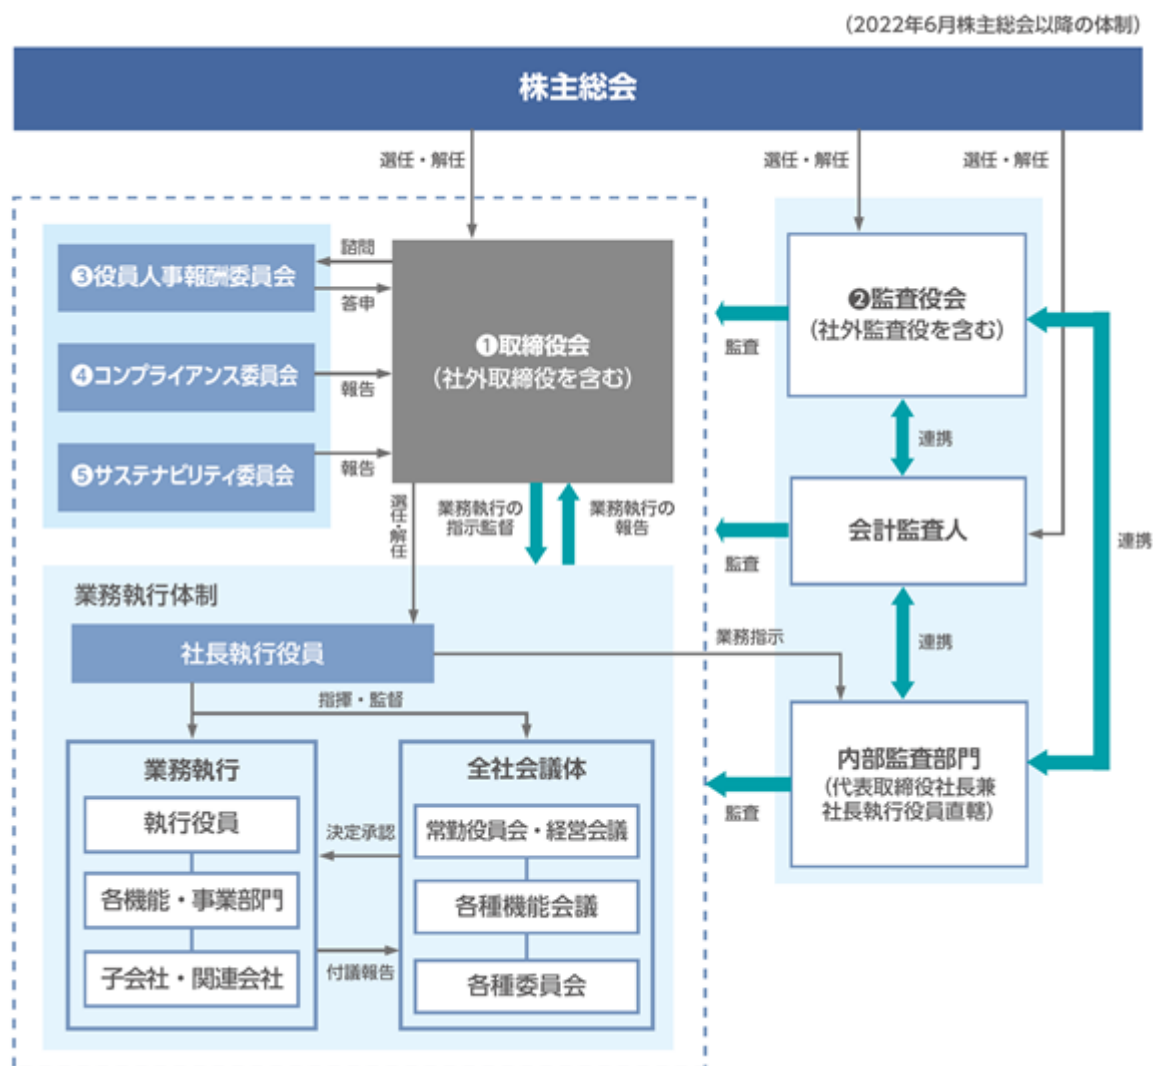 （2022年6月株主総会以降の体制）
株主総会
選任・解任
選任・解任
選任・解任
❸役員人事報酬委員会
諮問
答申
❹コンプライアンス委員会
報告
❺サステナビリティ委員会
報告
❶取締役会
（社外取締役を含む）
❷監査役会
（社外監査役を含む）
監査
連携
会計監査人
監査
連携
連携
選任・解任
業務執行の
指示監督
業務執行の
報告
業務執行体制
社長執行役員
業務指示
指揮・監督
内部監査部門
（代表取締役社長兼
社長執行役員直轄）
監査
業務執行
執行役員
各機能・事業部門
子会社・関連会社
決定承認
付議報告
全社会議体
常勤役員会・経営会議
各種機能会議
各種委員会